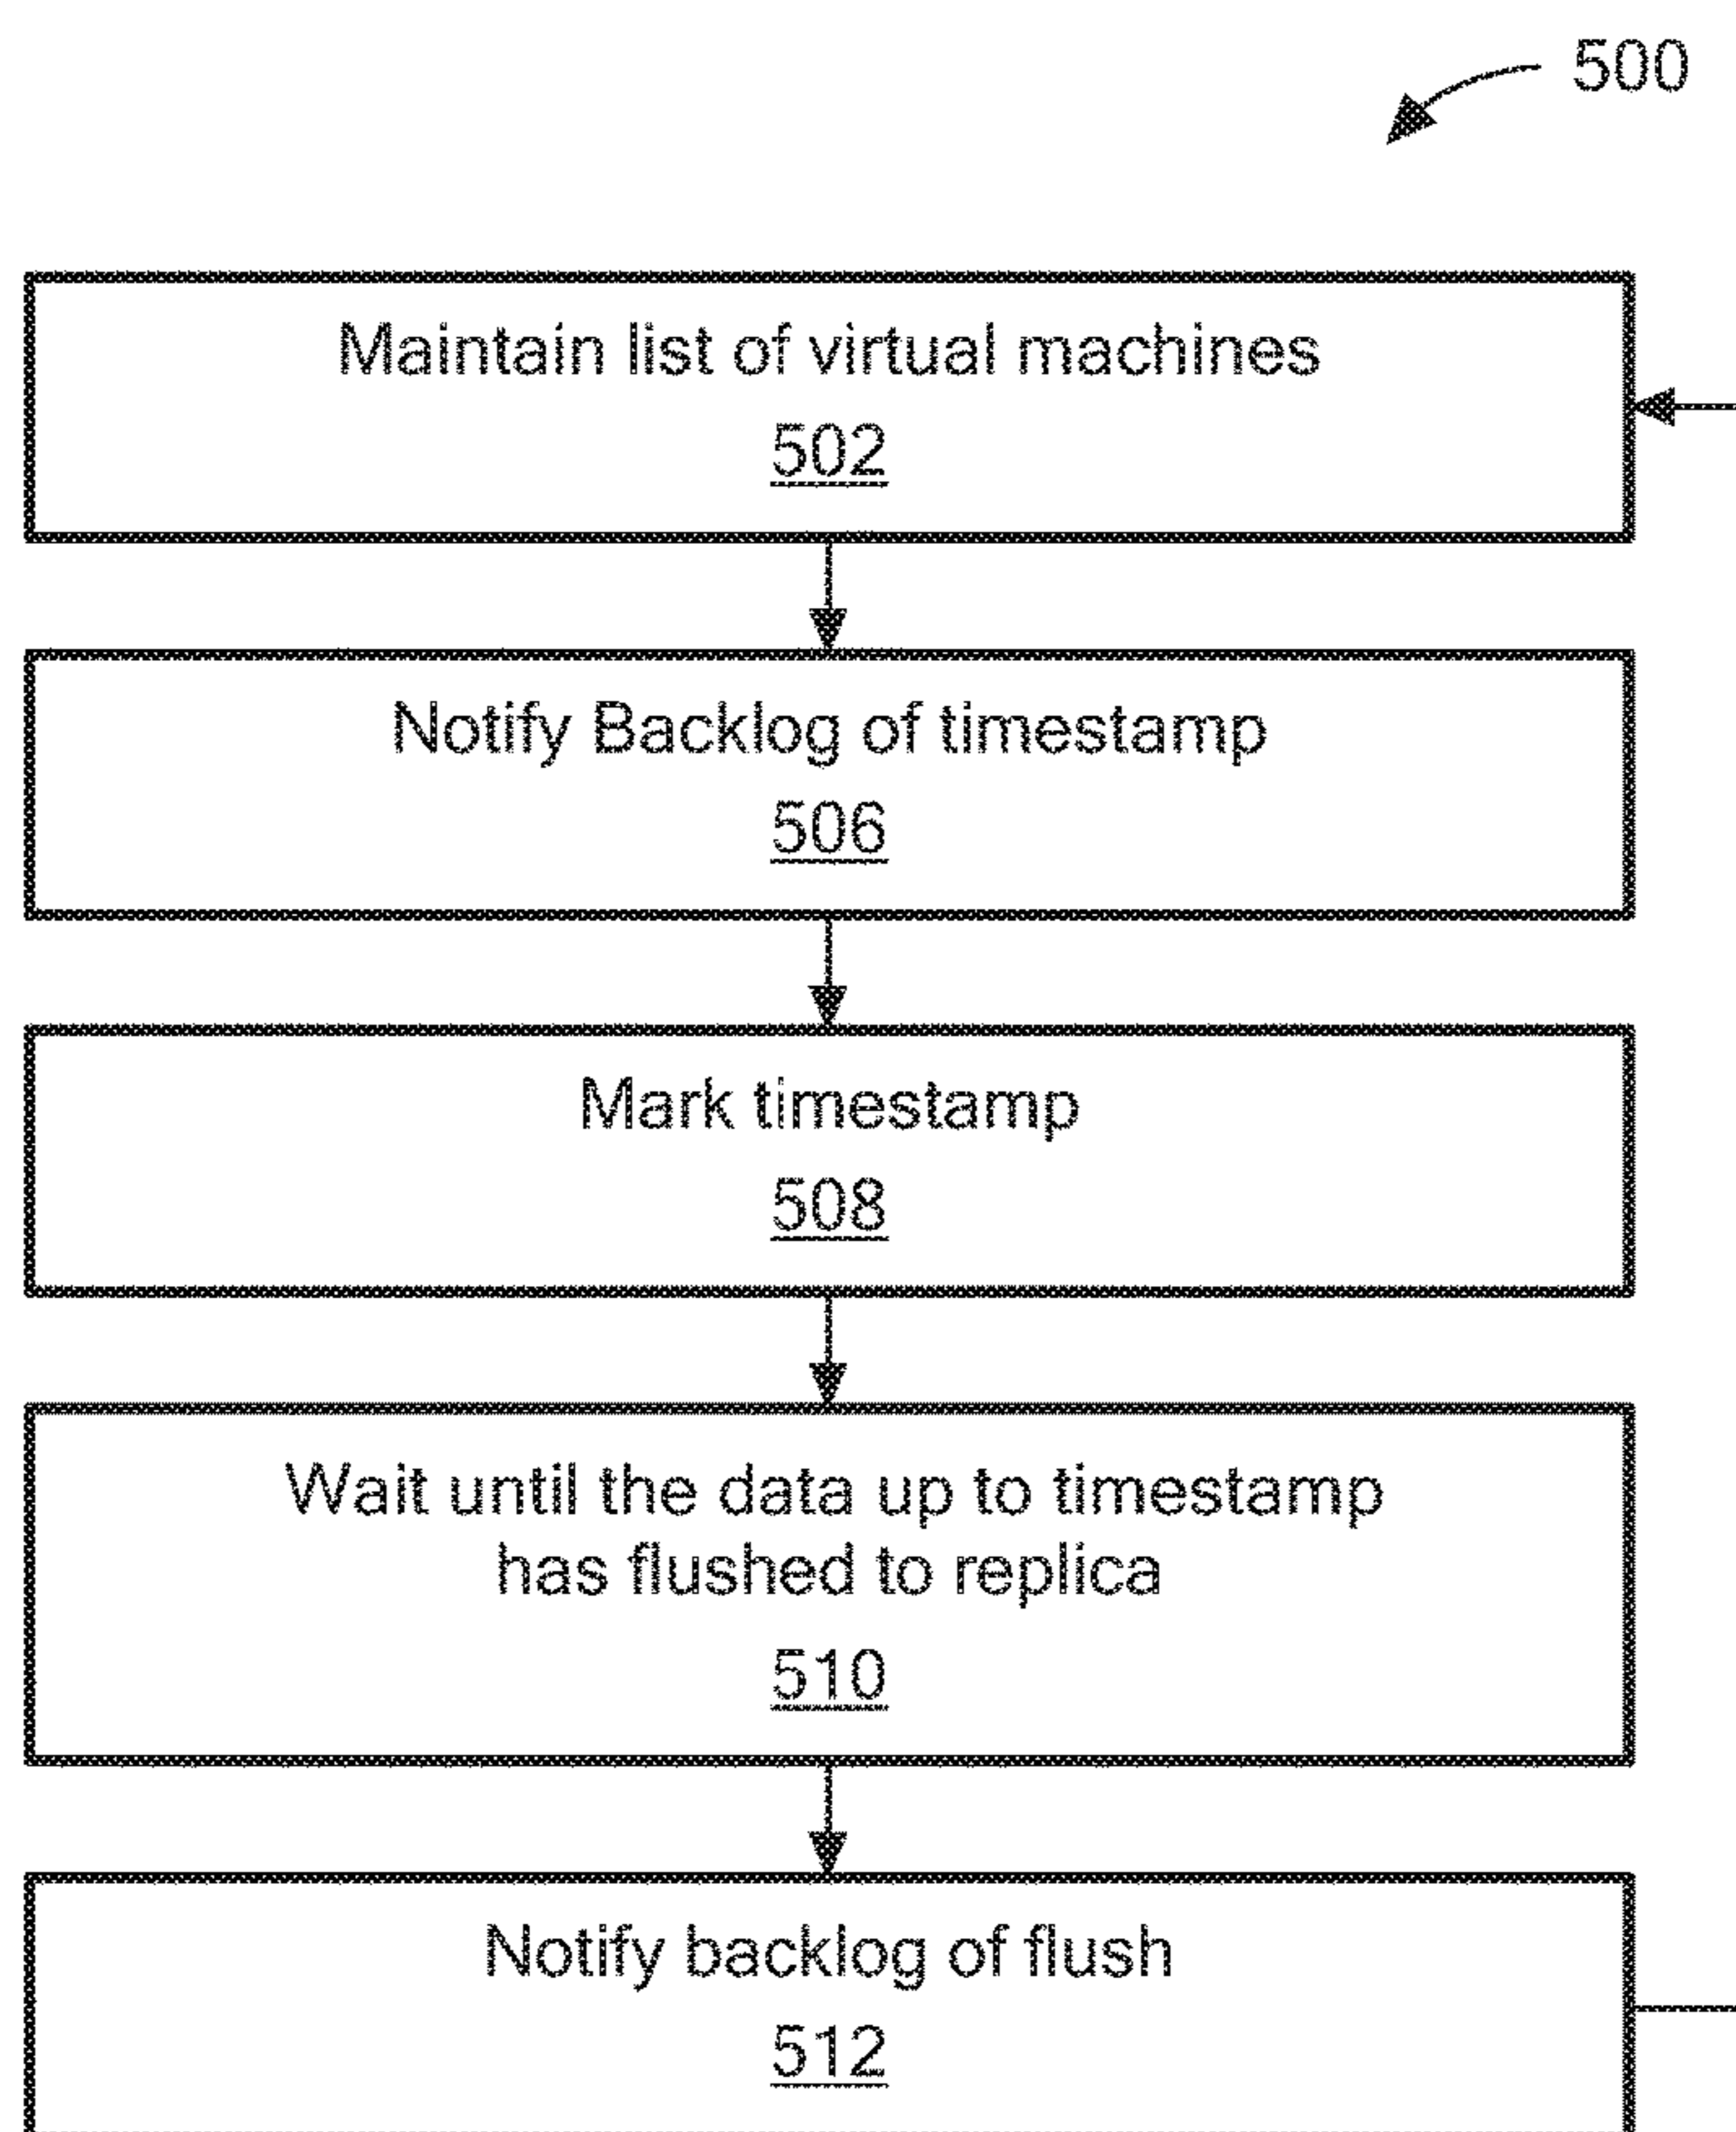 500
Maintain list of virtual machines
502
Notify Backlog of timestamp
506
Mark timestamp
508
Wait until the data up to timestamp
has flushed to replica
510
Notify backlog of flush
512